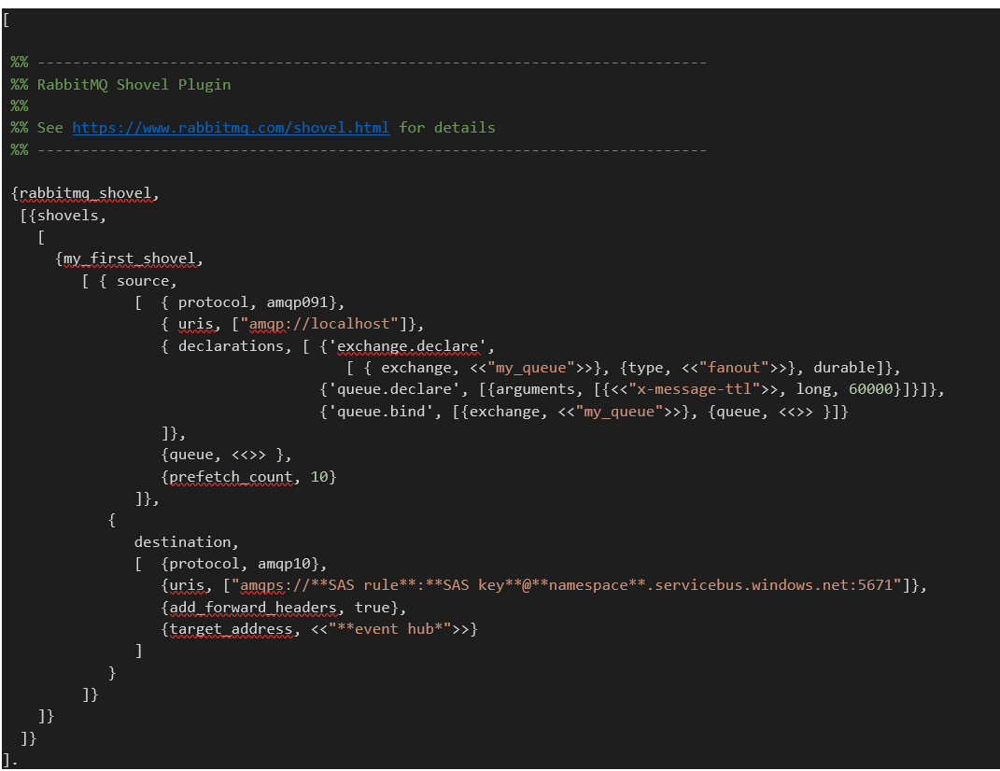 [
%% ----------------------------------------------------------------------------
%% RabbitMQ Shovel Plugin
%%
%% See https://www.rabbitmq.com/shovel.html for details
%% ----------------------------------------------------------------------------
{rabbitmq_shovel,
[{shovels,
[
{my_first_shovel,
[ { source,
[ { protocol, amqp091},
{ uris, ["amqp://localhost"]},
{ declarations, [ {'exchange.declare',
[ { exchange, <<"my_queue">>}, {type, <<"fanout">>}, durable]},
{'queue.declare', [{arguments, [{<<"x-message-ttl">>, long, 60000}]}]},
{'queue.bind', [{exchange, <<"my_queue">>}, {queue, <<>> }]}
]},
{queue, <<>> },
{prefetch_count, 10}
]},
{
destination,
[ {protocol, amqp10},
{uris, ["amqps://**SAS rule**:**SAS key**@**namespace**.servicebus.windows.net:5671"]},
{add_forward_headers, true},
{target_address, <<"**event hub*">>}
]
}
]}
]}
]}
].